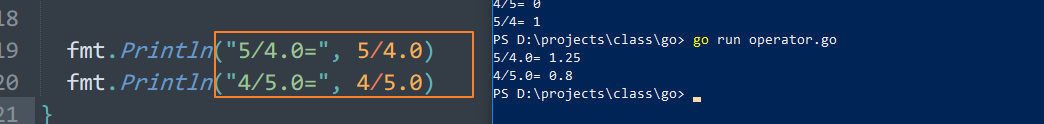 18
19 fmt.Println("5/4.0=", 5/4.0)
20 fmt.Println("4/5.0=", 4/5.0)
21 }
4/5= 0
5/4= 1
PS D:\projects\class\go> go run operator.go
5/4.0= 1.25
4/5.0= 0.8
PS D:\projects\class\go>